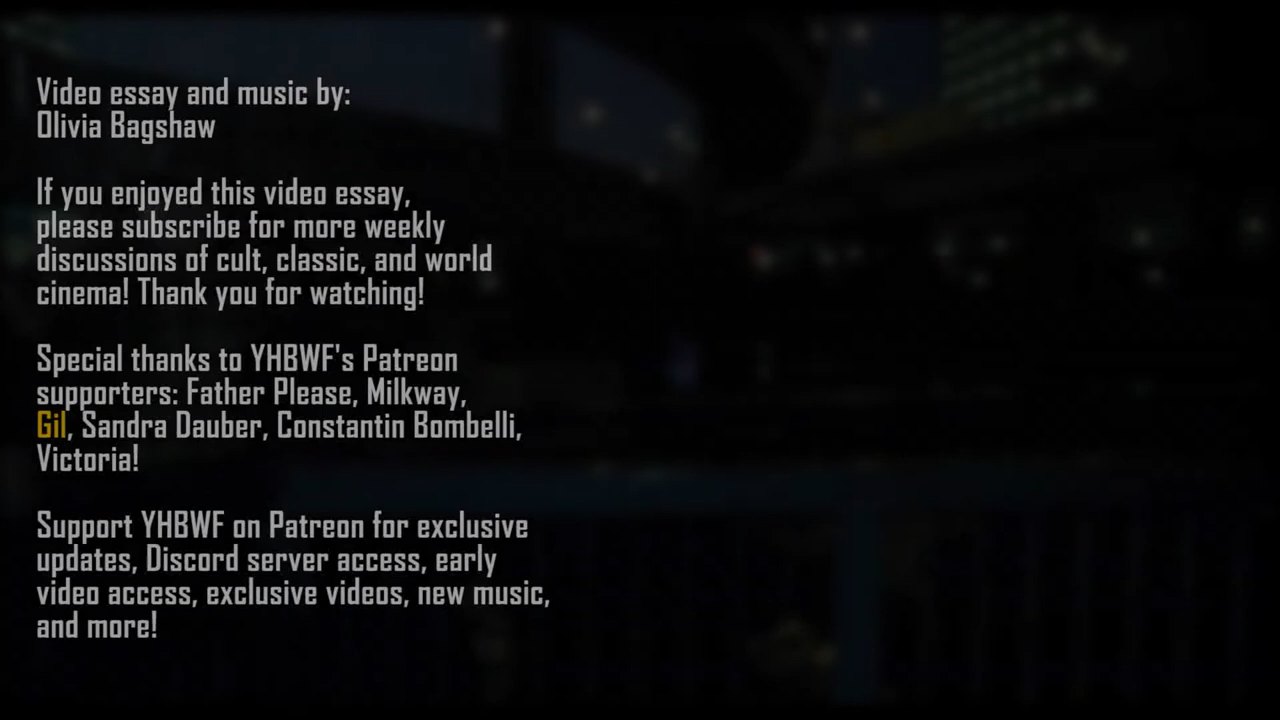 Video essay and music by:
Olivia Bagshaw
If you enjoyed this video essay,
please subscribe for more weekly
discussions of cult, classic, and world
cinema! Thank you for watching!
Special thanks to YHBWF's Patreon
supporters: Father Please, Milkway,
Gil, Sandra Dauber, Constantin Bombelli,
Victoria!
Support YHBWF on Patreon for exclusive
updates, Discord server access, early
video access, exclusive videos, new music,
and more!